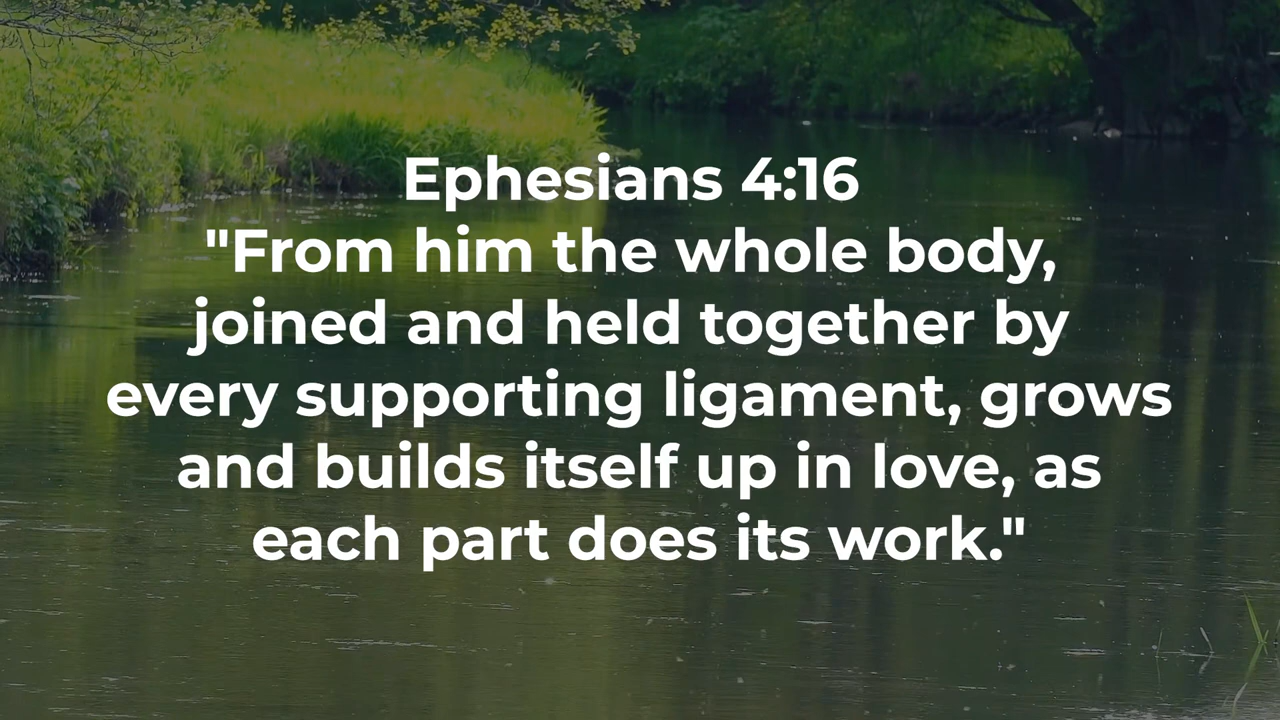 Ephesians 4:16
"From him the whole body,
joined and held together by
every supporting ligament, grows
and builds itself up in love, as
each part does its work."